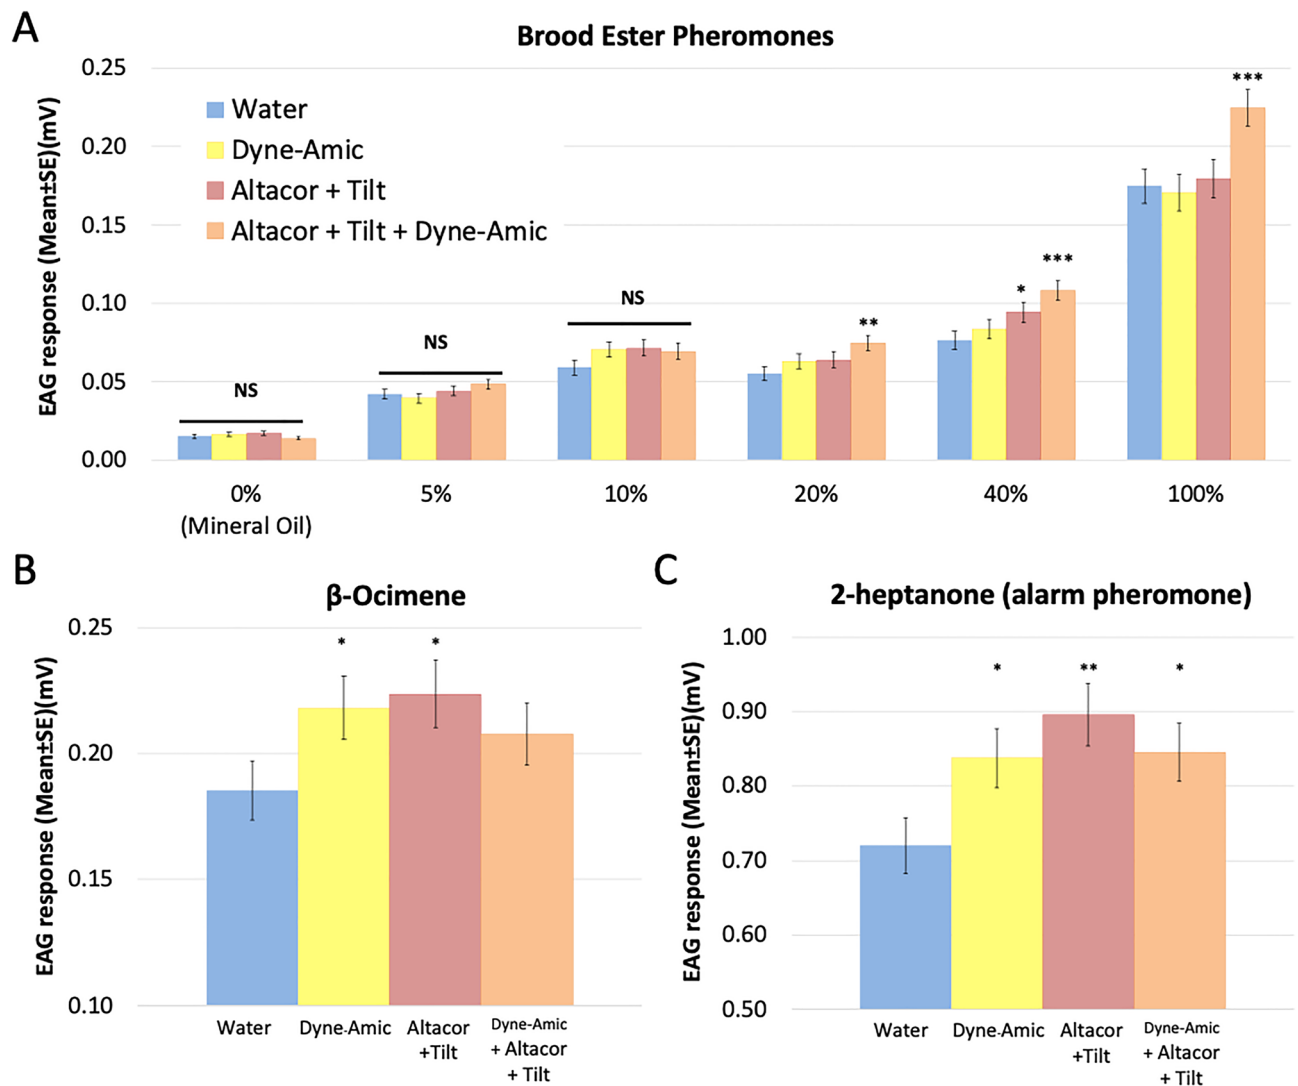 A
Brood Ester Pheromones
EAG response (Mean±SE)(mV)
0.25
0.20
0.15
0.10
0.05
0.00
Water
Dyne-Amic
Altacor + Tilt
Altacor + Tilt + Dyne-Amic
NS
NS
NS
**
*
***
***
0%
(Mineral Oil)
5%
10%
20%
40%
100%
B
β-Ocimene
EAG response (Mean±SE)(mV)
0.25
0.20
0.15
0.10
*
*
Water
Dyne-Amic
Altacor
+Tilt
Dyne-Amic
+ Altacor
+ Tilt
C
2-heptanone (alarm pheromone)
EAG response (Mean±SE)(mV)
1.00
0.90
0.80
0.70
0.60
0.50
*
**
*
Water
Dyne-Amic
Altacor
+Tilt
Dyne-Amic
+ Altacor
+ Tilt